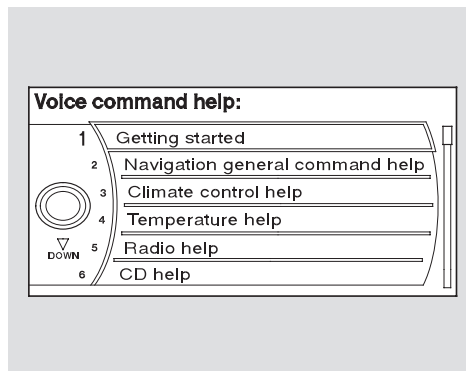 Voice command help:
1 Getting started
2 Navigation general command help
3 Climate control help
4 Temperature help
5 Radio help
DOWN
6 CD help